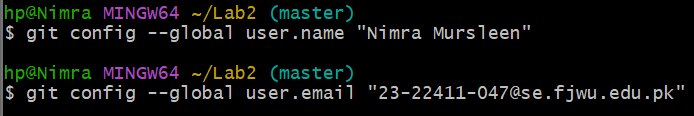 hp@Nimra MINGW64 ~/Lab2 (master)
$ git config --global user.name "Nimra Mursleen"
hp@Nimra MINGW64 ~/Lab2 (master)
$ git config --global user.email "23-22411-047@se.fjwu.edu.pk"